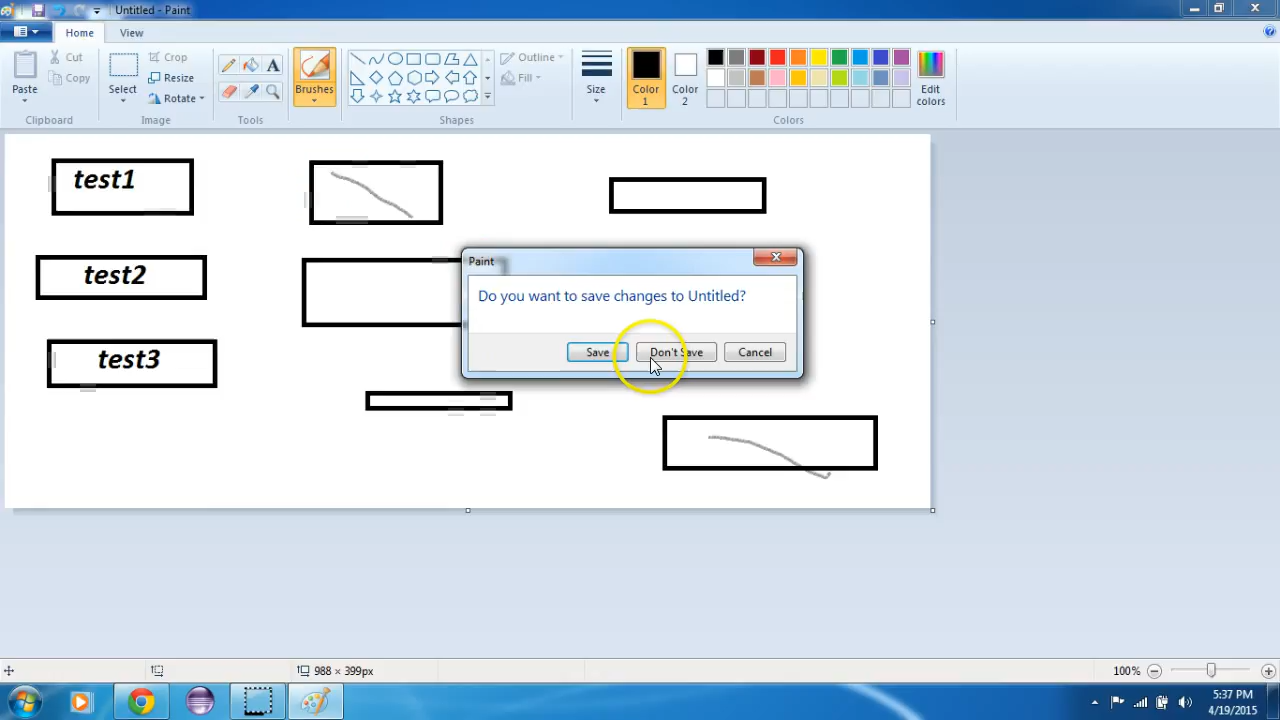 Untitled - Paint
Home View
Cut
Copy
Paste
Clipboard
Select
Crop
Resize
Rotate
Image
A
Tools
Brushes
Outline
Fill
Shapes
Size
Color 1
Color 2
Edit colors
Colors
test1
test2
test3
Paint
Do you want to save changes to Untitled?
Save Don't Save Cancel
988 × 399px
100%
5:37 PM
4/19/2015